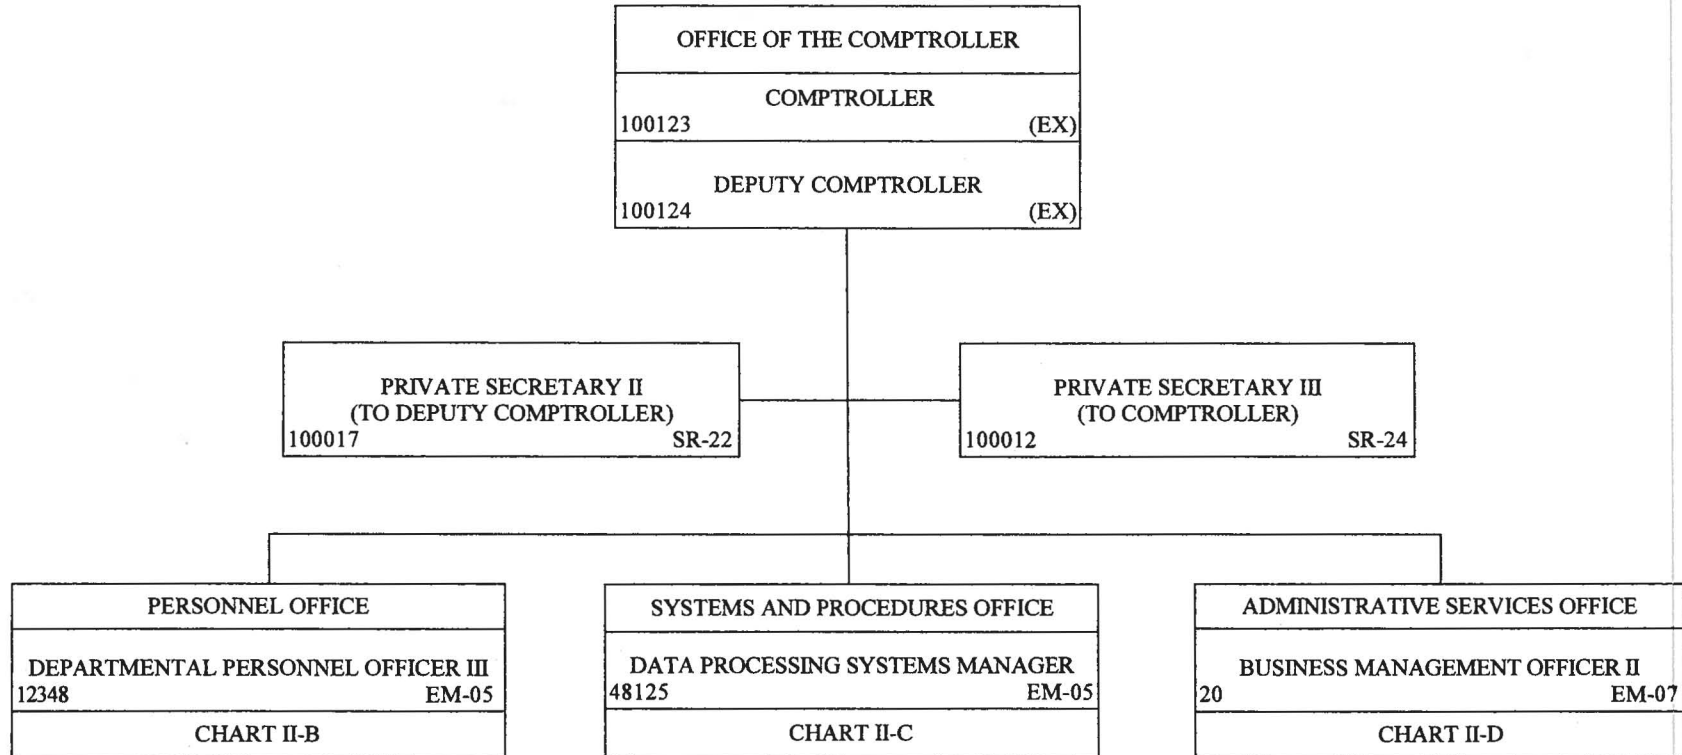 OFFICE OF THE COMPTROLLER
COMPTROLLER
100123 (EX)
DEPUTY COMPTROLLER
100124 (EX)
PRIVATE SECRETARY II
(TO DEPUTY COMPTROLLER)
100017 SR-22
PRIVATE SECRETARY III
(TO COMPTROLLER)
100012 SR-24
PERSONNEL OFFICE
DEPARTMENTAL PERSONNEL OFFICER III
12348 EM-05
CHART II-B
SYSTEMS AND PROCEDURES OFFICE
DATA PROCESSING SYSTEMS MANAGER
48125 EM-05
CHART II-C
ADMINISTRATIVE SERVICES OFFICE
BUSINESS MANAGEMENT OFFICER II
20 EM-07
CHART II-D